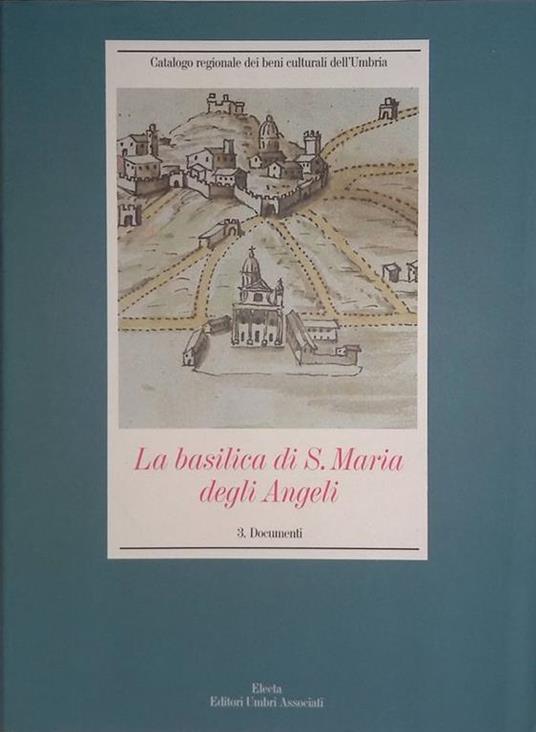 Catalogo regionale dei beni culturali dell'Umbria
La basilica di S. Maria
degli Angeli
3. Documenti
Electa
Editori Umbri Associati